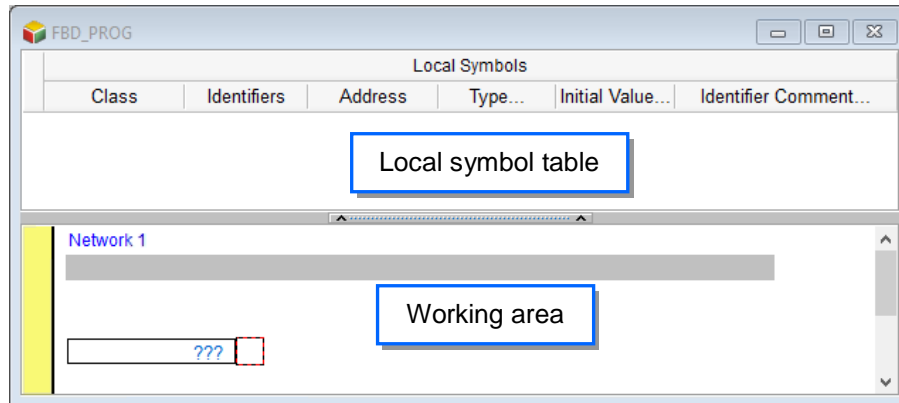 FBD_PROG
Local Symbols
Class Identifiers Address Type... Initial Value... Identifier Comment...
Local symbol table
Network 1
Working area
???